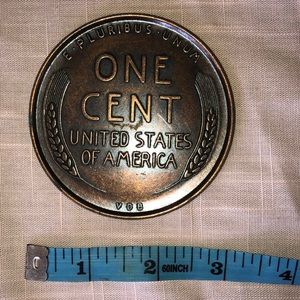 E·PLURIBUS·UNUM
ONE
CENT
UNITED STATES
OF AMERICA
VDB
1 2 60INCH 3 4